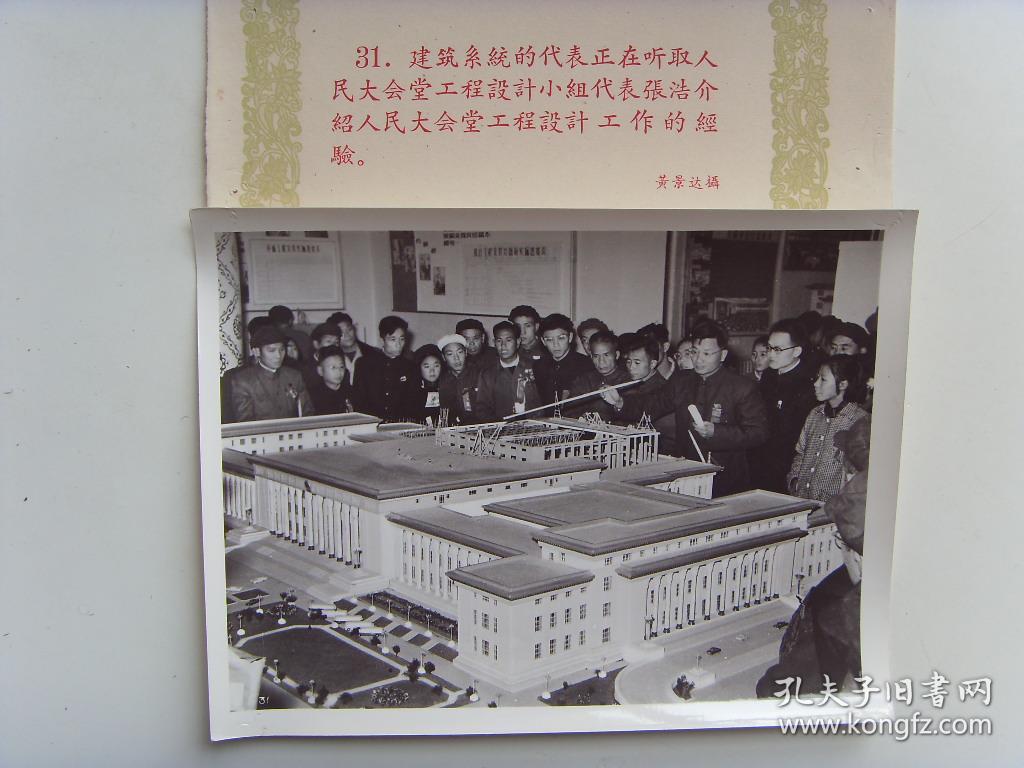 31. 建筑系統的代表正在听取人
民大会堂工程設計小組代表張浩介
紹人民大会堂工程設計工作的經
驗。
黃景达攝
31
孔夫子旧書网
www.kongfz.com